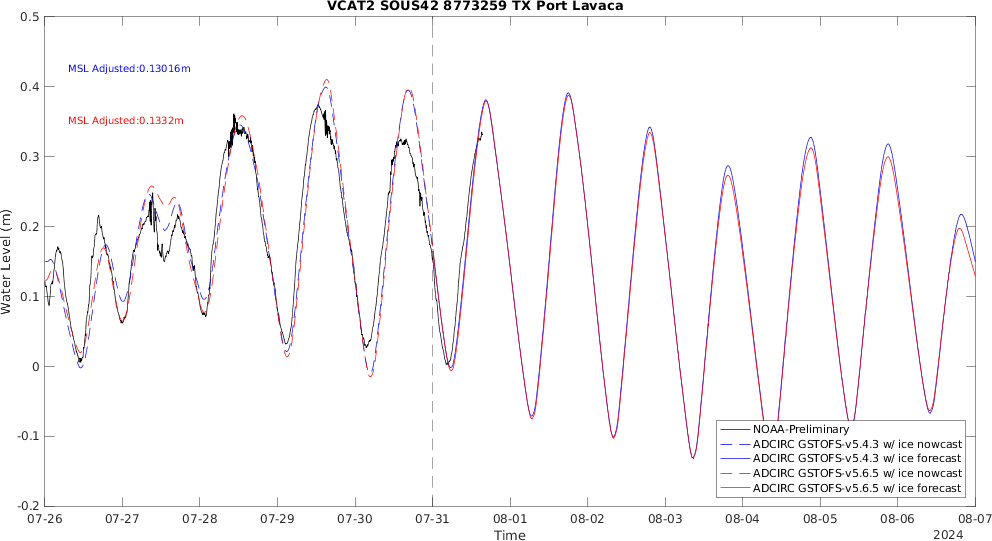 VCAT2 SOUS42 8773259 TX Port Lavaca
0.5
0.4
0.3
0.2
0.1
0
-0.1
-0.2
Water Level (m)
MSL Adjusted:0.13016m
MSL Adjusted:0.1332m
NOAA-Preliminary
ADCIRC GSTOFS-v5.4.3 w/ ice nowcast
ADCIRC GSTOFS-v5.4.3 w/ ice forecast
ADCIRC GSTOFS-v5.6.5 w/ ice nowcast
ADCIRC GSTOFS-v5.6.5 w/ ice forecast
07-26 07-27 07-28 07-29 07-30 07-31 08-01 08-02 08-03 08-04 08-05 08-06 08-07
Time
2024